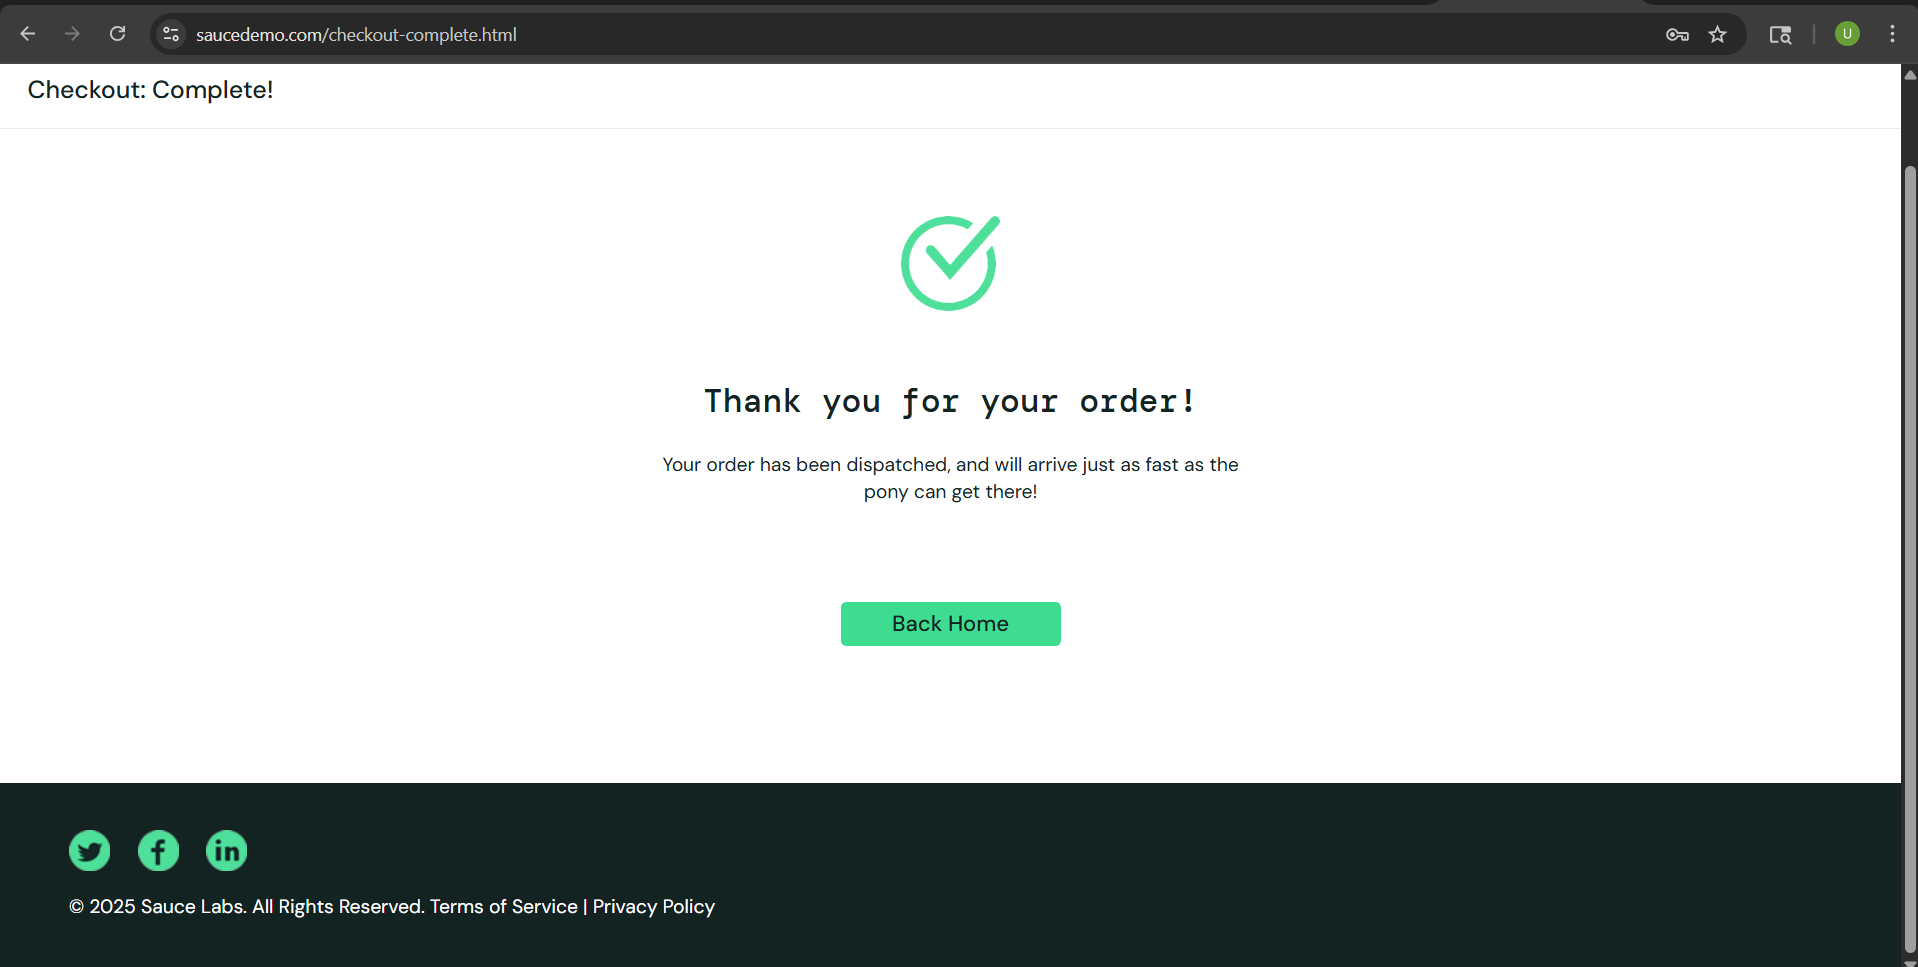 saucedemo.com/checkout-complete.html
U
Checkout: Complete!
Thank you for your order!
Your order has been dispatched, and will arrive just as fast as the
pony can get there!
Back Home
© 2025 Sauce Labs. All Rights Reserved. Terms of Service | Privacy Policy